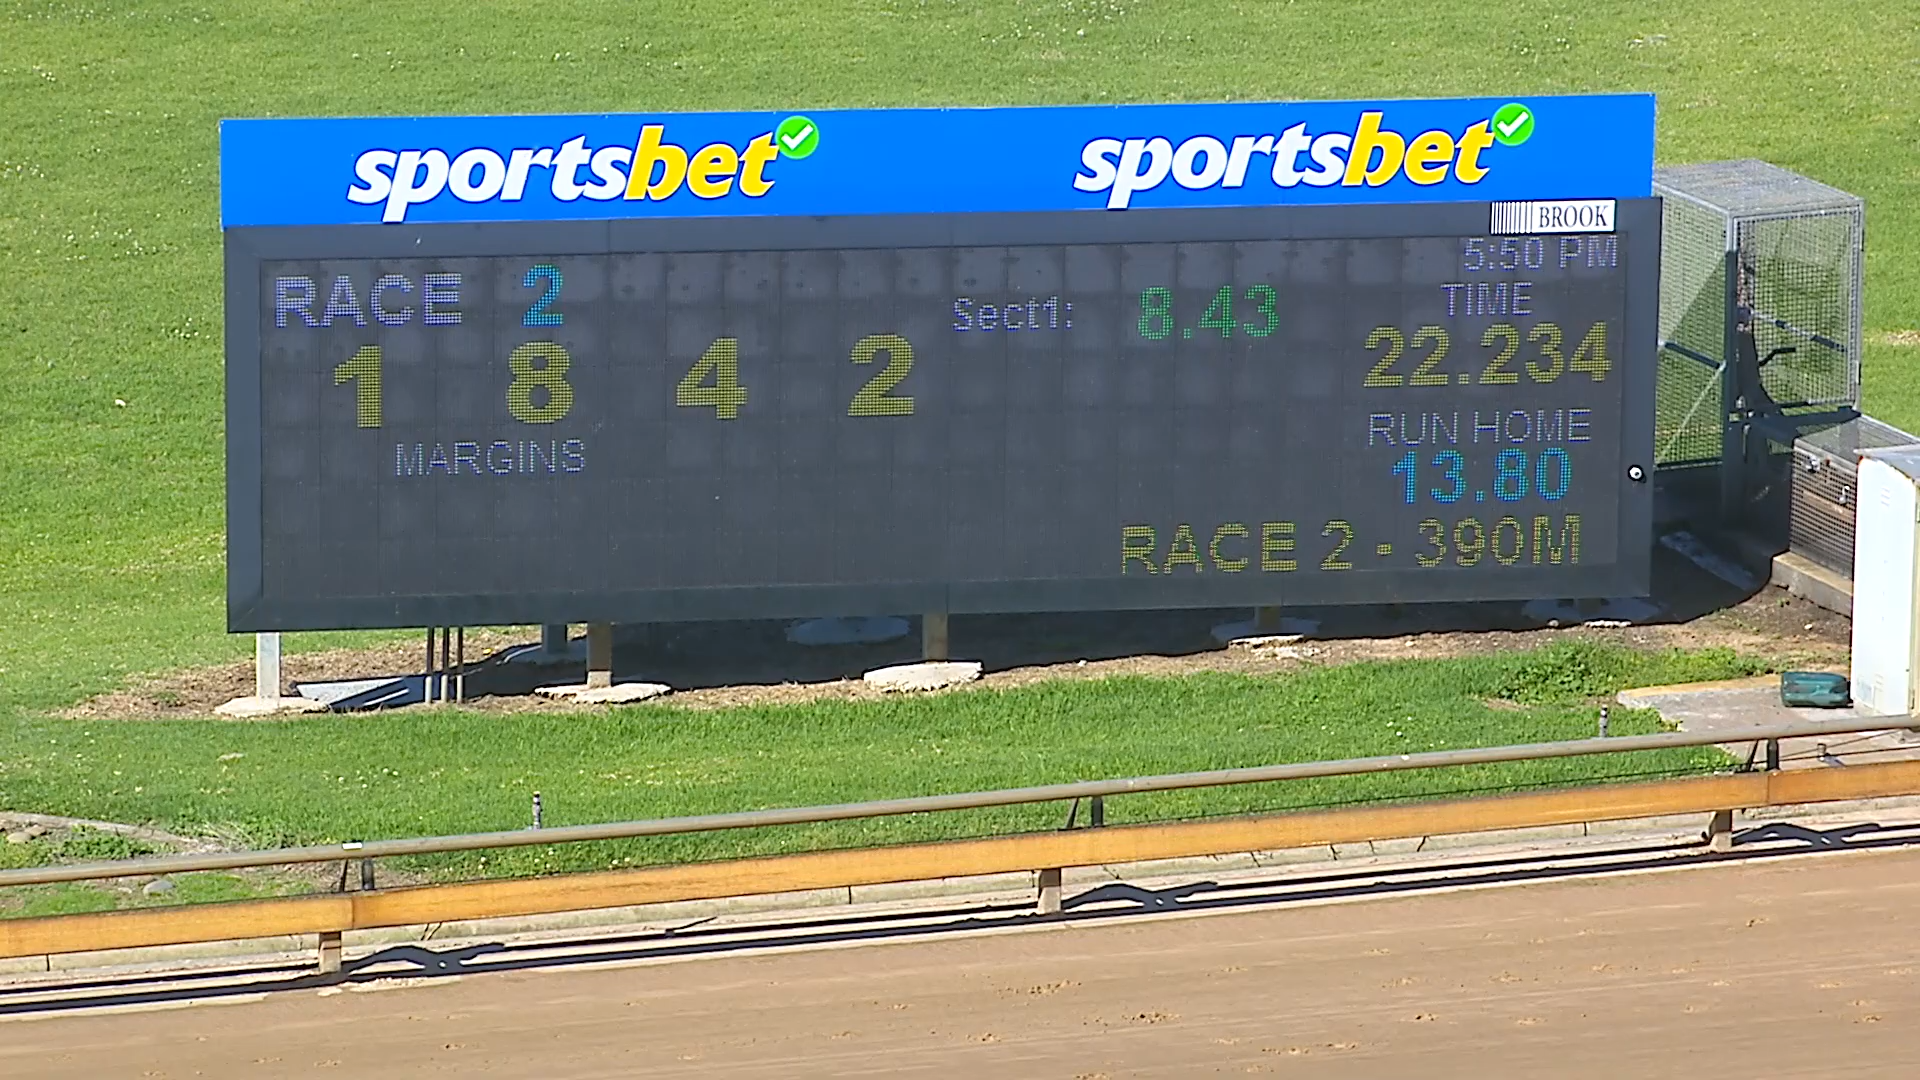 sportsbet sportsbet
BROOK
5:50 PM
RACE 2
Sect1: 8.43
TIME
1 8 4 2
22.234
MARGINS
RUN HOME
13.80
RACE 2 - 390M